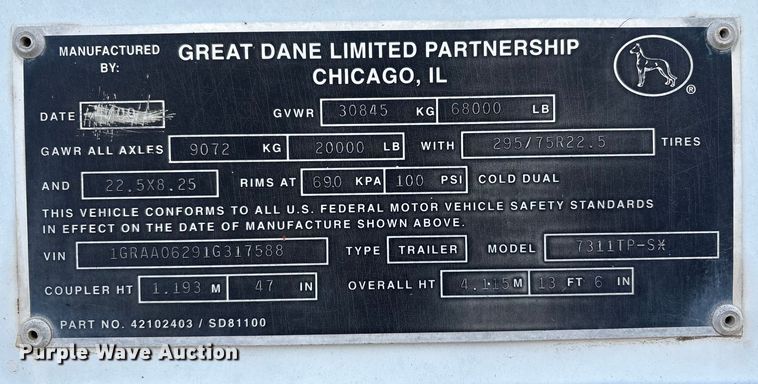 MANUFACTURED BY: GREAT DANE LIMITED PARTNERSHIP
CHICAGO, IL
®
DATE GVWR 30845 KG 68000 LB
GAWR ALL AXLES 9072 KG 20000 LB WITH 295/75R22.5 TIRES
AND 22.5X8.25 RIMS AT 690 KPA 100 PSI COLD DUAL
THIS VEHICLE CONFORMS TO ALL U.S. FEDERAL MOTOR VEHICLE SAFETY STANDARDS
IN EFFECT ON THE DATE OF MANUFACTURE SHOWN ABOVE.
VIN 1GRAA06291G317588 TYPE TRAILER MODEL 7311TP-SX
COUPLER HT 1.193 M 47 IN OVERALL HT 4.115M 13 FT 6 IN
PART NO. 42102403 / SD81100
Purple Wave Auction